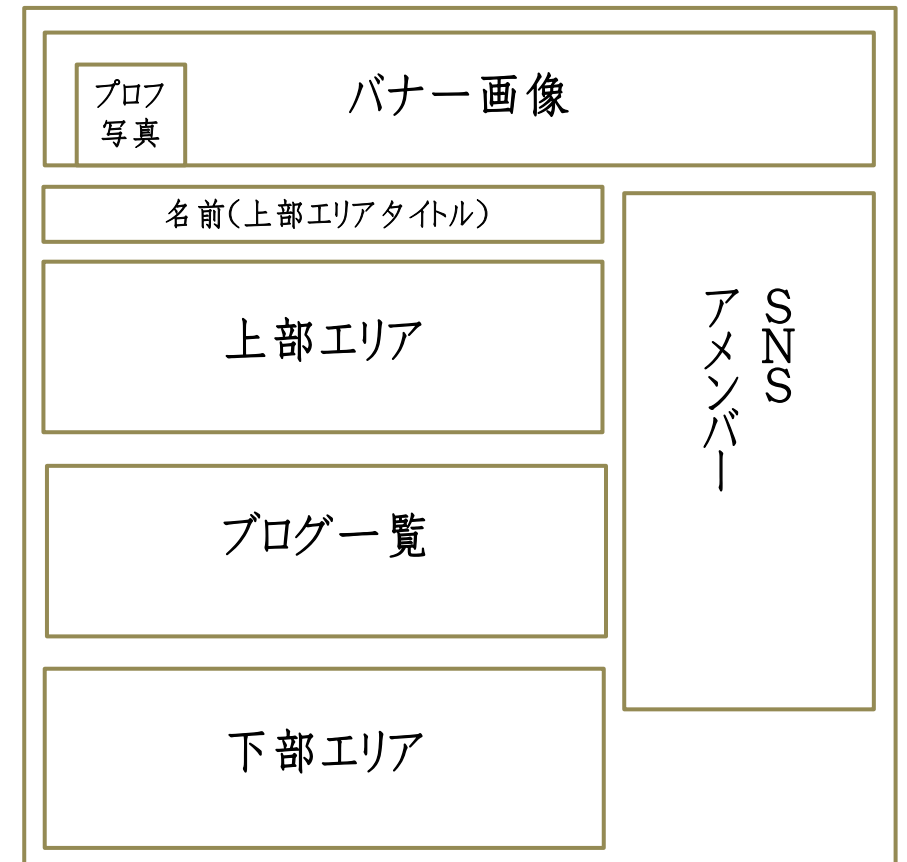 プロフ
写真
バナー画像
名前(上部エリアタイトル)
上部エリア
SNS
アメンバー
ブログ一覧
下部エリア